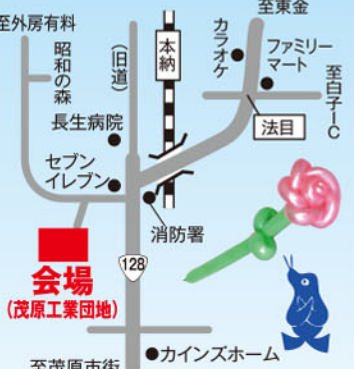 至東金
至外房有料
カラオケ
ファミリー
マート
本納
(旧道)
昭和の森
至白子IC
法目
長生病院
セブン
イレブン
消防署
128
会場
(茂原工業団地)
カインズホーム
至茂原市街